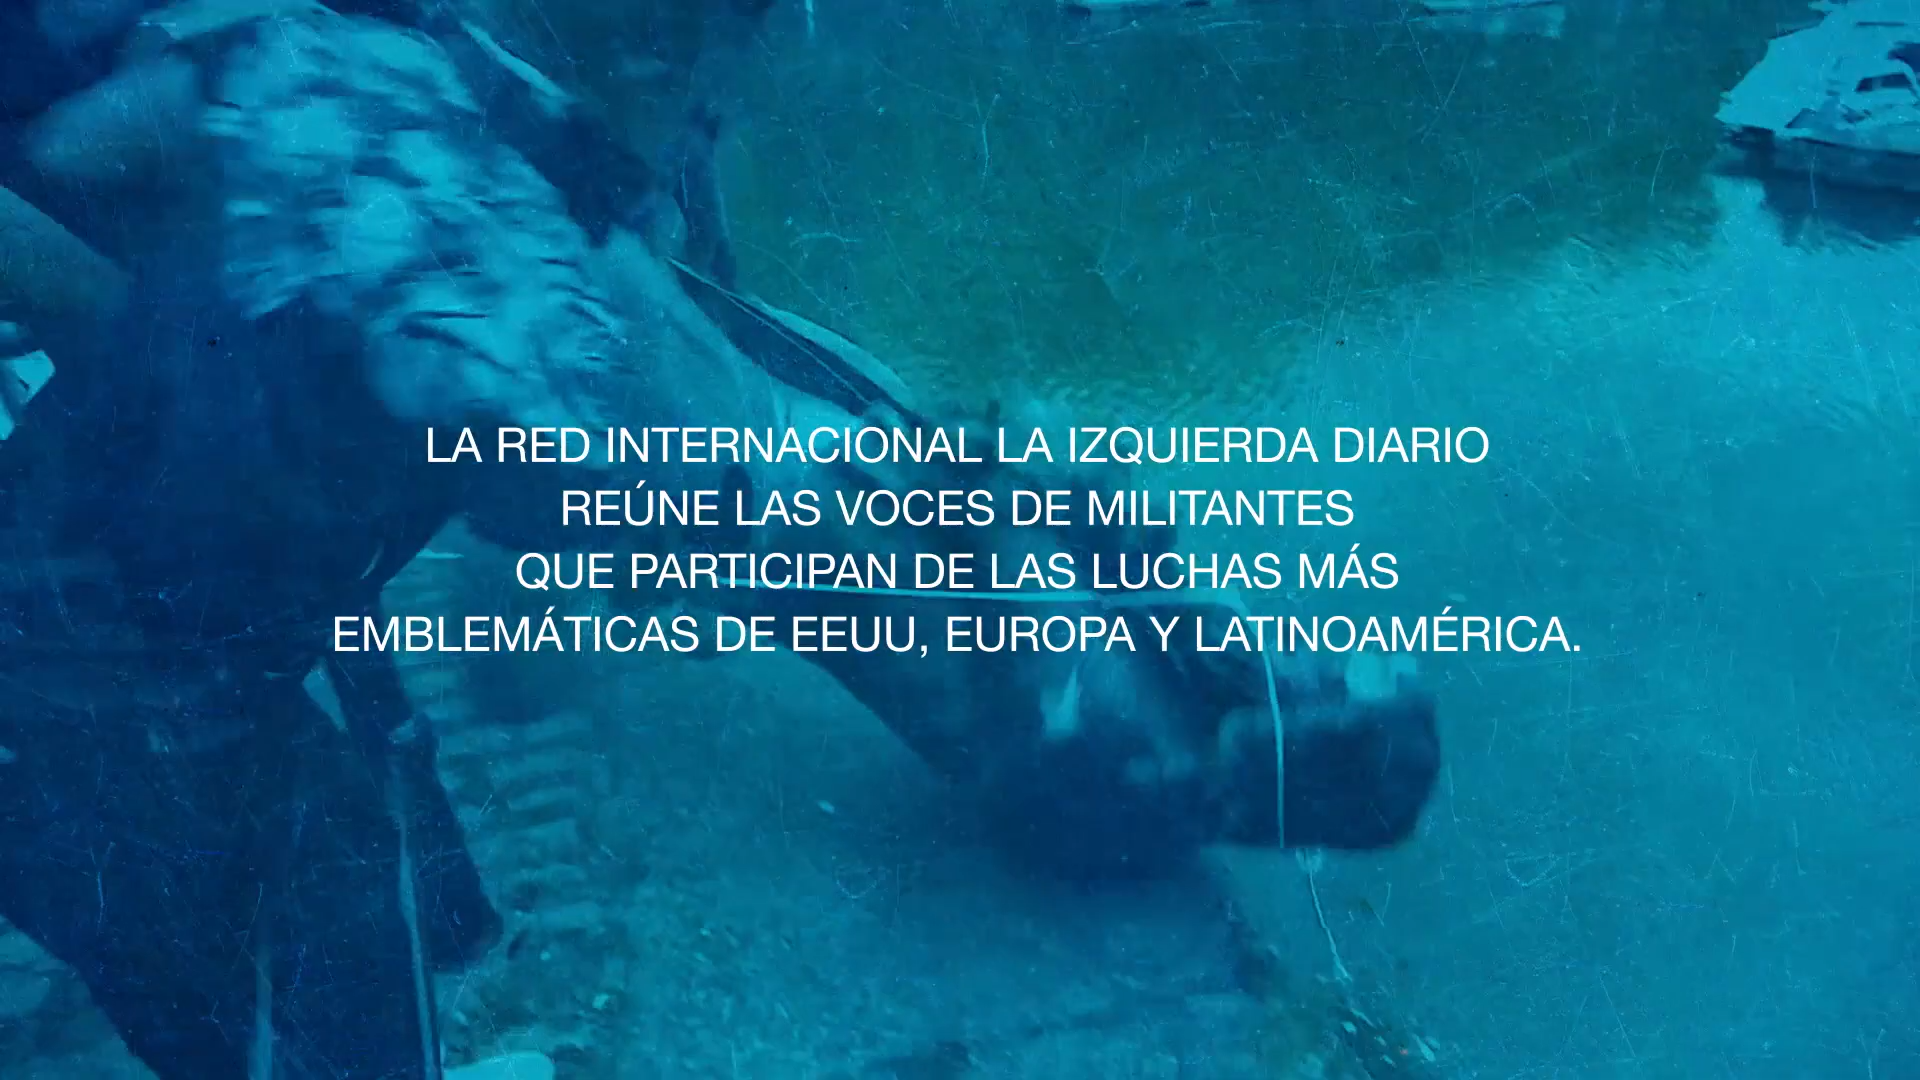 LA RED INTERNACIONAL LA IZQUIERDA DIARIO
REÚNE LAS VOCES DE MILITANTES
QUE PARTICIPAN DE LAS LUCHAS MÁS
EMBLEMÁTICAS DE EEUU, EUROPA Y LATINOAMÉRICA.